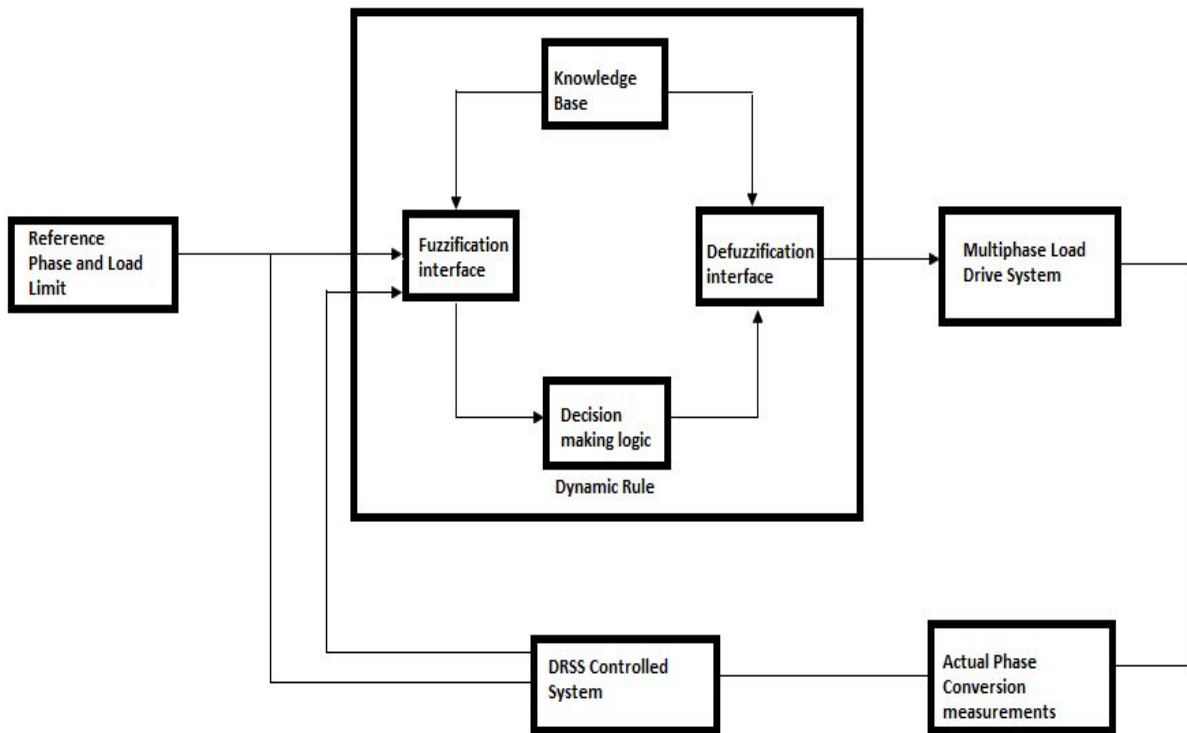 Knowledge
Base
Reference
Phase and Load
Limit
Fuzzification
interface
Defuzzification
interface
Multiphase Load
Drive System
Decision
making logic
Dynamic Rule
DRSS Controlled
System
Actual Phase
Conversion
measurements